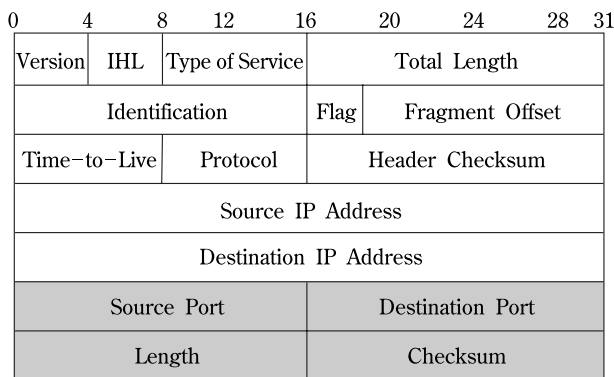 0 4 8 12 16 20 24 28 31
Version IHL Type of Service Total Length
Identification Flag Fragment Offset
Time-to-Live Protocol Header Checksum
Source IP Address
Destination IP Address
Source Port Destination Port
Length Checksum